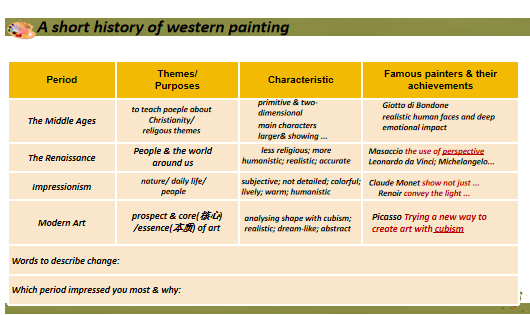 A short history of western painting
Period
Themes/
Purposes
Characteristic
Famous painters & their
achievements
The Middle Ages
to teach poeple about
Christianity/
religous themes
primitive & two-
dimensional
main characters
larger& showing ...
Giotto di Bondone
realistic human faces and deep
emotional impact
The Renaissance
People & the world
around us
less religious; more
humanistic; realistic; accurate
Masaccio the use of perspective
Leonardo da Vinci; Michelangelo...
Impressionism
nature/ daily life/
people
subjective; not detailed; colorful;
lively; warm; humanistic
Claude Monet show not just ...
Renoir convey the light ...
Modern Art
prospect & core(核心)
/essence(本质) of art
analysing shape with cubism;
realistic; dream-like; abstract
Picasso Trying a new way to
create art with cubism
Words to describe change:
Which period impressed you most & why: